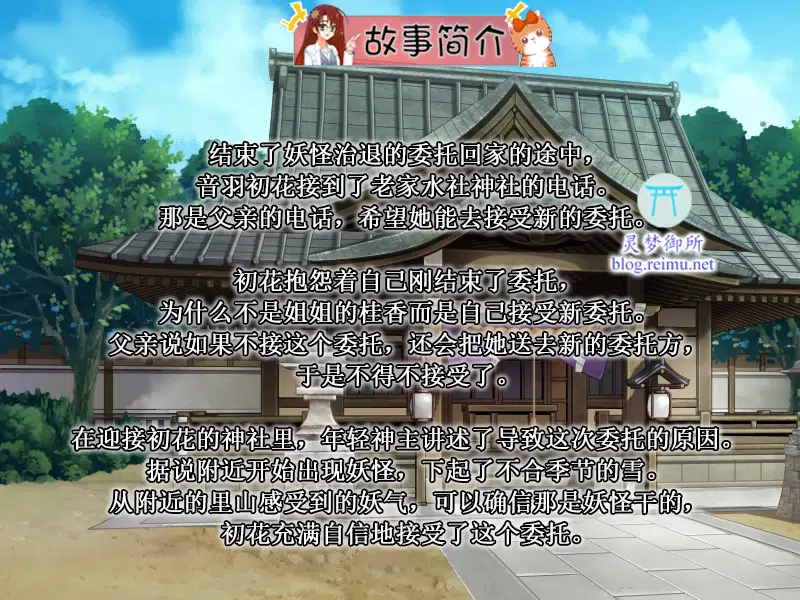 故事简介
结束了妖怪治退的委托回家的途中，
音羽初花接到了老家水社神社的电话。
那是父亲的电话，希望她能去接受新的委托。
灵梦御所
blog.reimu.net
初花抱怨着自己刚结束了委托，
为什么不是姐姐的桂香而是自己接受新委托。
父亲说如果不接这个委托，还会把她送去新的委托方，
于是不得不接受了。
在迎接初花的神社里，年轻神主讲述了导致这次委托的原因。
据说附近开始出现妖怪，下起了不合季节的雪。
从附近的里山感受到的妖气，可以确信那是妖怪干的，
初花充满自信地接受了这个委托。